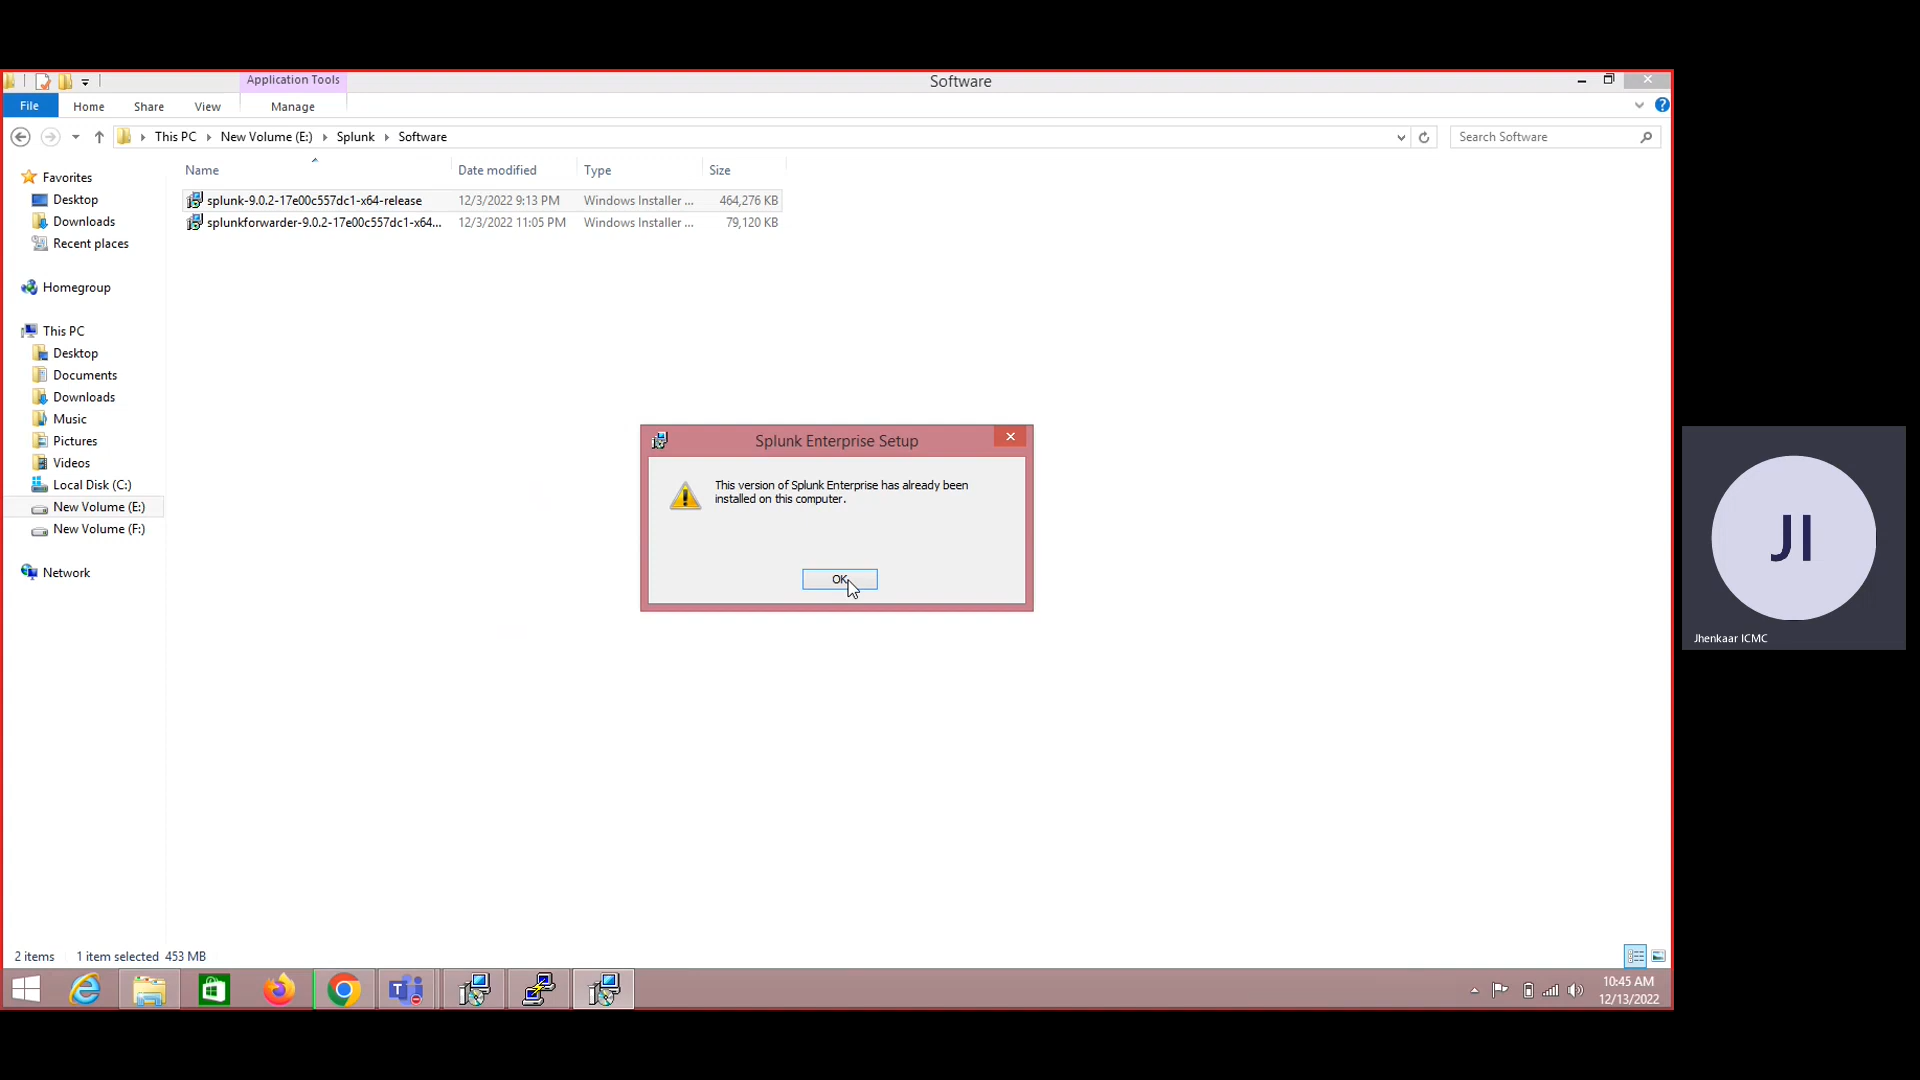 Application Tools
Software
File
Home
Share
View
Manage
This PC
New Volume (E:)
Splunk
Software
Search Software
Name
Date modified
Type
Size
splunk-9.0.2-17e00c557dc1-x64-release
12/3/2022 9:13 PM
Windows Installer ...
464,276 KB
splunkforwarder-9.0.2-17e00c557dc1-x64...
12/3/2022 11:05 PM
Windows Installer ...
79,120 KB
Favorites
Desktop
Downloads
Recent places
Homegroup
This PC
Desktop
Documents
Downloads
Music
Pictures
Videos
Local Disk (C:)
New Volume (E:)
New Volume (F:)
Network
Splunk Enterprise Setup
This version of Splunk Enterprise has already been
installed on this computer.
OK
JI
Jhenkaar ICMC
2 items
1 item selected 453 MB
10:45 AM
12/13/2022